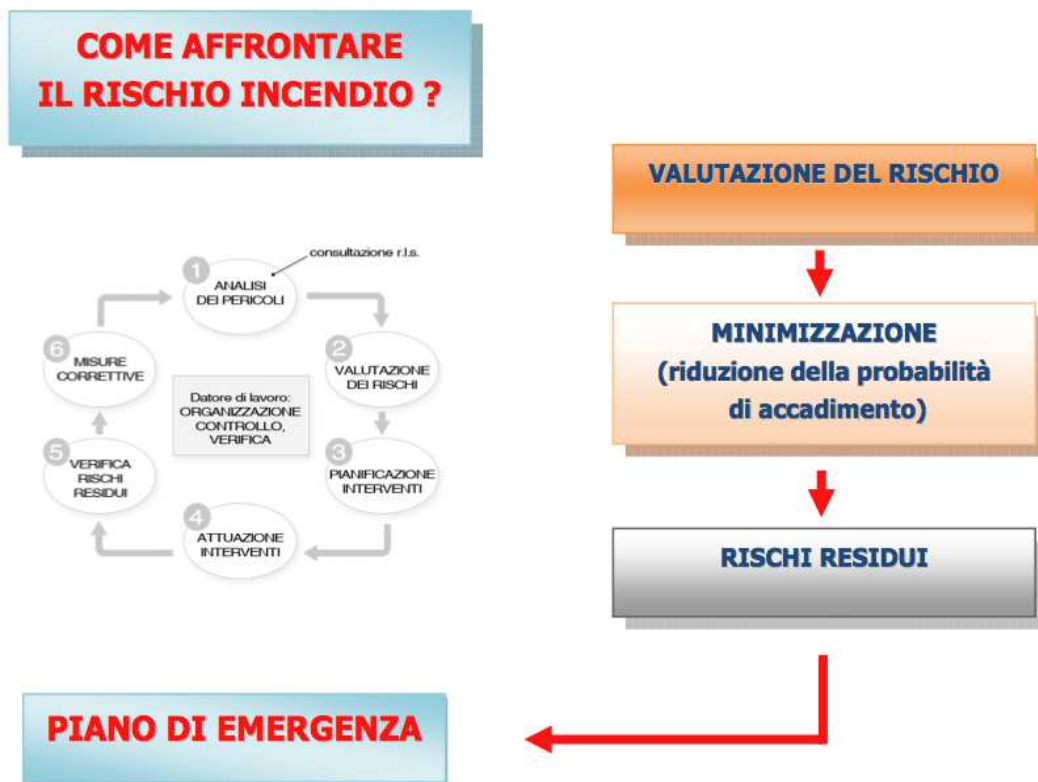 COME AFFRONTARE
IL RISCHIO INCENDIO ?
VALUTAZIONE DEL RISCHIO
MINIMIZZAZIONE
(riduzione della probabilità
di accadimento)
RISCHI RESIDUI
consultazione r.l.s.
1
ANALISI
DEI PERICOLI
2
VALUTAZIONE
DEI RISCHI
3
PIANIFICAZIONE
INTERVENTI
4
ATTUAZIONE
INTERVENTI
5
VERIFICA
RISCHI
RESIDUI
6
MISURE
CORRETTIVE
Datore di lavoro:
ORGANIZZAZIONE
CONTROLLO,
VERIFICA
PIANO DI EMERGENZA